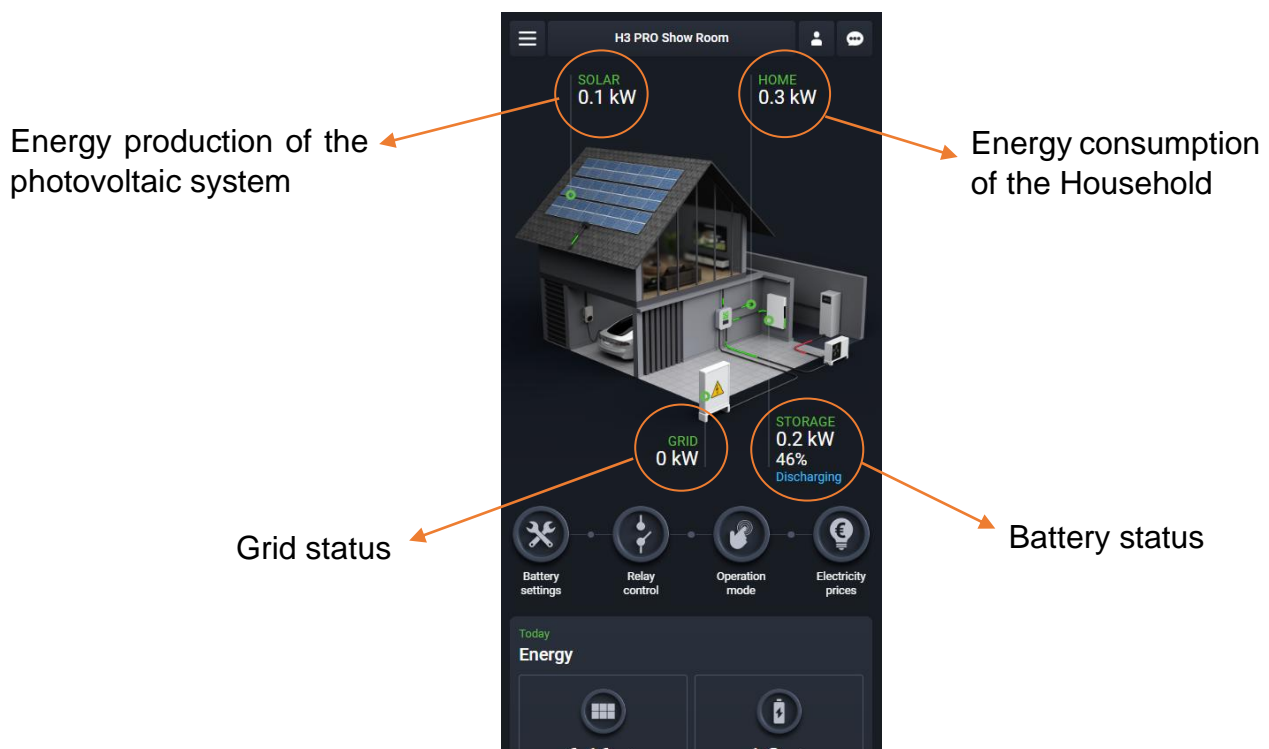 H3 PRO Show Room
SOLAR
0.1 kW
HOME
0.3 kW
Energy production of the
photovoltaic system
Energy consumption
of the Household
GRID
0 kW
STORAGE
0.2 kW
46%
Discharging
Grid status
Battery status
Battery
settings
Relay
control
Operation
mode
Electricity
prices
Today
Energy